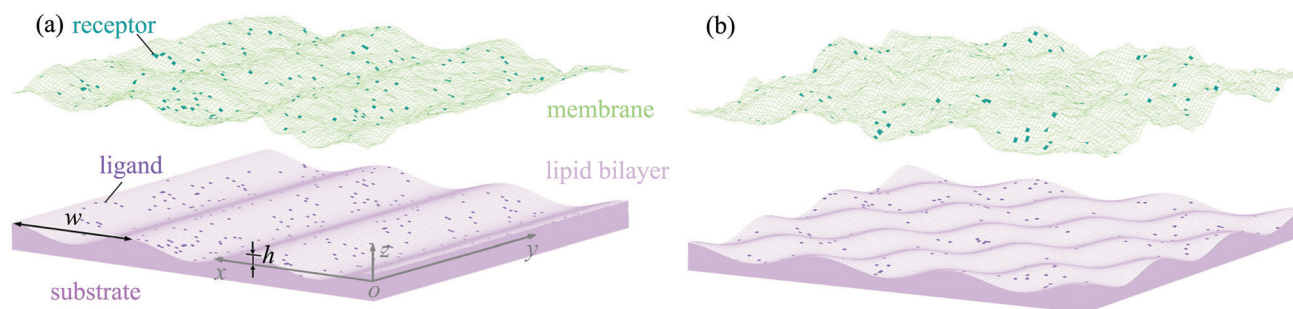 (a)
receptor
membrane
ligand
lipid bilayer
w
h
z
x
y
o
substrate
(b)